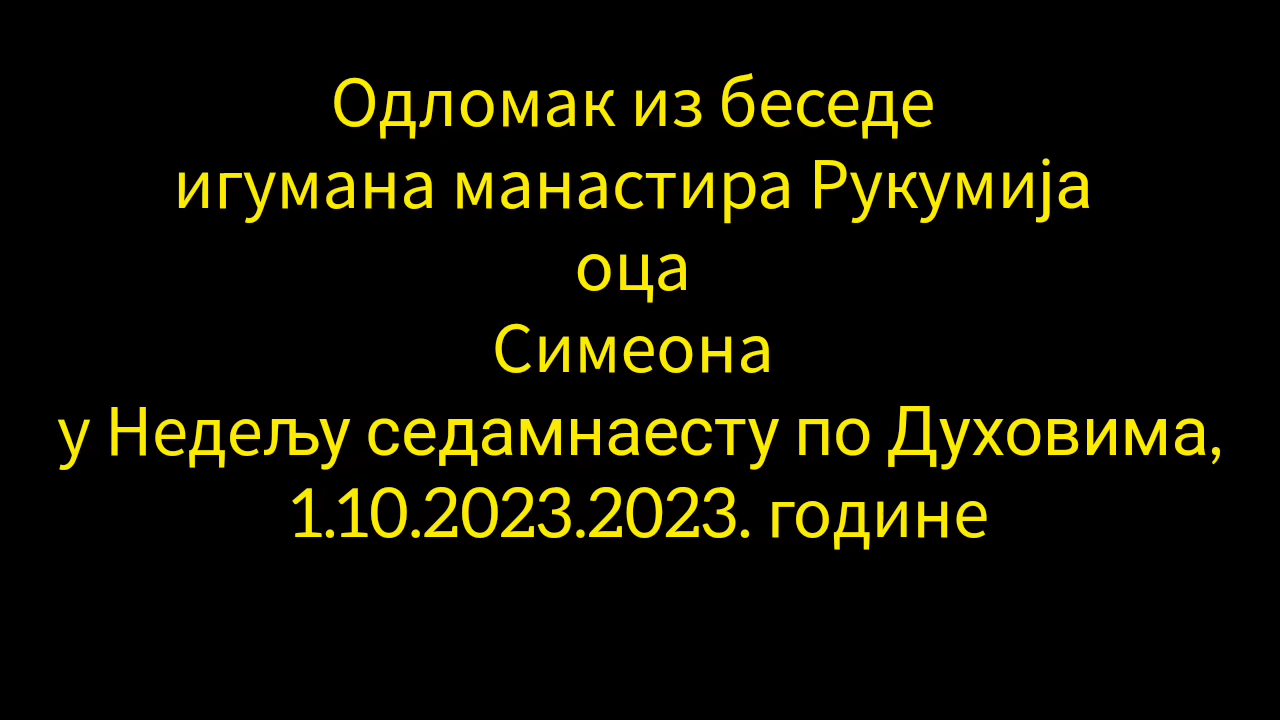 Одломак из беседе
игумана манастира Рукумија
оца
Симеона
у Недељу седамнаесту по Духовима,
1.10.2023.2023. године